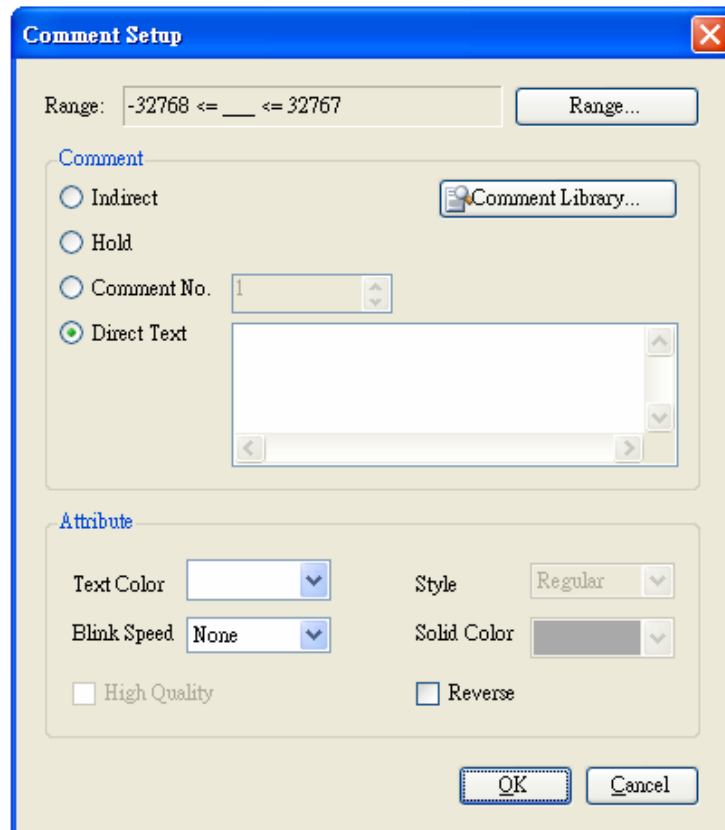 Comment Setup
Range: -32768 <= ___ <= 32767 Range...
Comment
Indirect Comment Library...
Hold
Comment No. 1
Direct Text
Attribute
Text Color Style Regular
Blink Speed None Solid Color
High Quality Reverse
OK Cancel